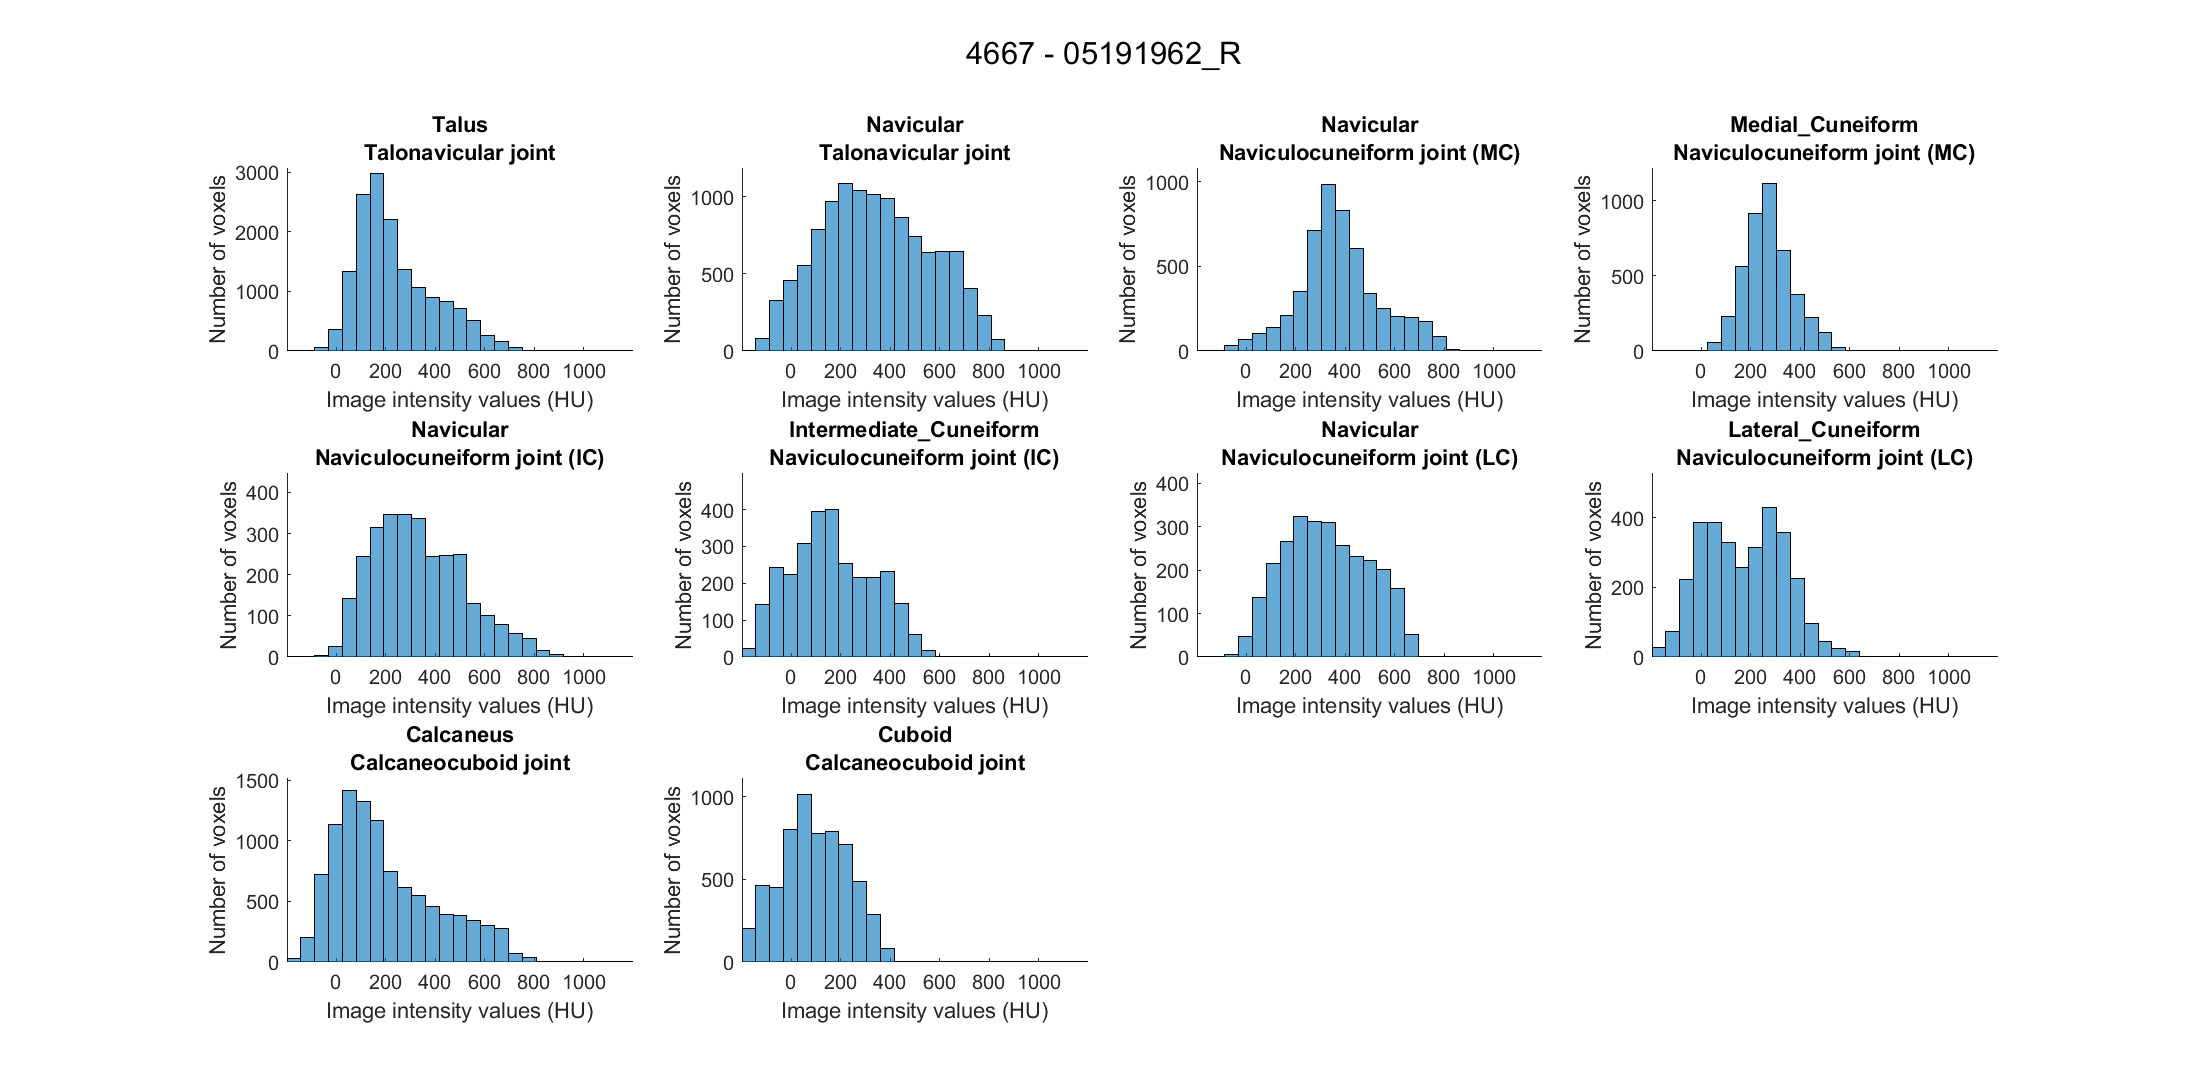 4667 - 05191962_R
Talus
Talonavicular joint
Number of voxels
3000
2000
1000
0
0 200 400 600 800 1000
Image intensity values (HU)
Navicular
Talonavicular joint
Number of voxels
1000
500
0
0 200 400 600 800 1000
Image intensity values (HU)
Navicular
Naviculocuneiform joint (MC)
Number of voxels
1000
500
0
0 200 400 600 800 1000
Image intensity values (HU)
Medial_Cuneiform
Naviculocuneiform joint (MC)
Number of voxels
1000
500
0
0 200 400 600 800 1000
Image intensity values (HU)
Navicular
Naviculocuneiform joint (IC)
Number of voxels
400
300
200
100
0
0 200 400 600 800 1000
Image intensity values (HU)
Intermediate_Cuneiform
Naviculocuneiform joint (IC)
Number of voxels
400
300
200
100
0
0 200 400 600 800 1000
Image intensity values (HU)
Navicular
Naviculocuneiform joint (LC)
Number of voxels
400
300
200
100
0
0 200 400 600 800 1000
Image intensity values (HU)
Lateral_Cuneiform
Naviculocuneiform joint (LC)
Number of voxels
400
200
0
0 200 400 600 800 1000
Image intensity values (HU)
Calcaneus
Calcaneocuboid joint
Number of voxels
1500
1000
500
0
0 200 400 600 800 1000
Image intensity values (HU)
Cuboid
Calcaneocuboid joint
Number of voxels
1000
500
0
0 200 400 600 800 1000
Image intensity values (HU)